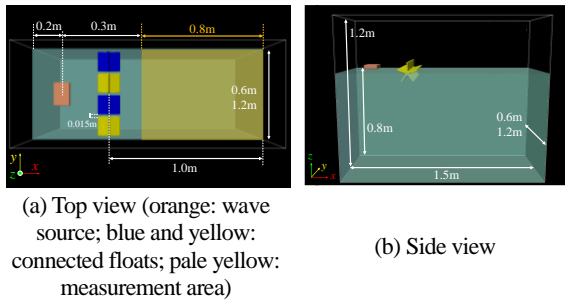 0.2m 0.3m 0.8m
0.6m
1.2m
0.015m
1.0m
y
z x
(a) Top view (orange: wave
source; blue and yellow:
connected floats; pale yellow:
measurement area)
1.2m
0.8m
0.6m
1.2m
1.5m
z
y
x
(b) Side view